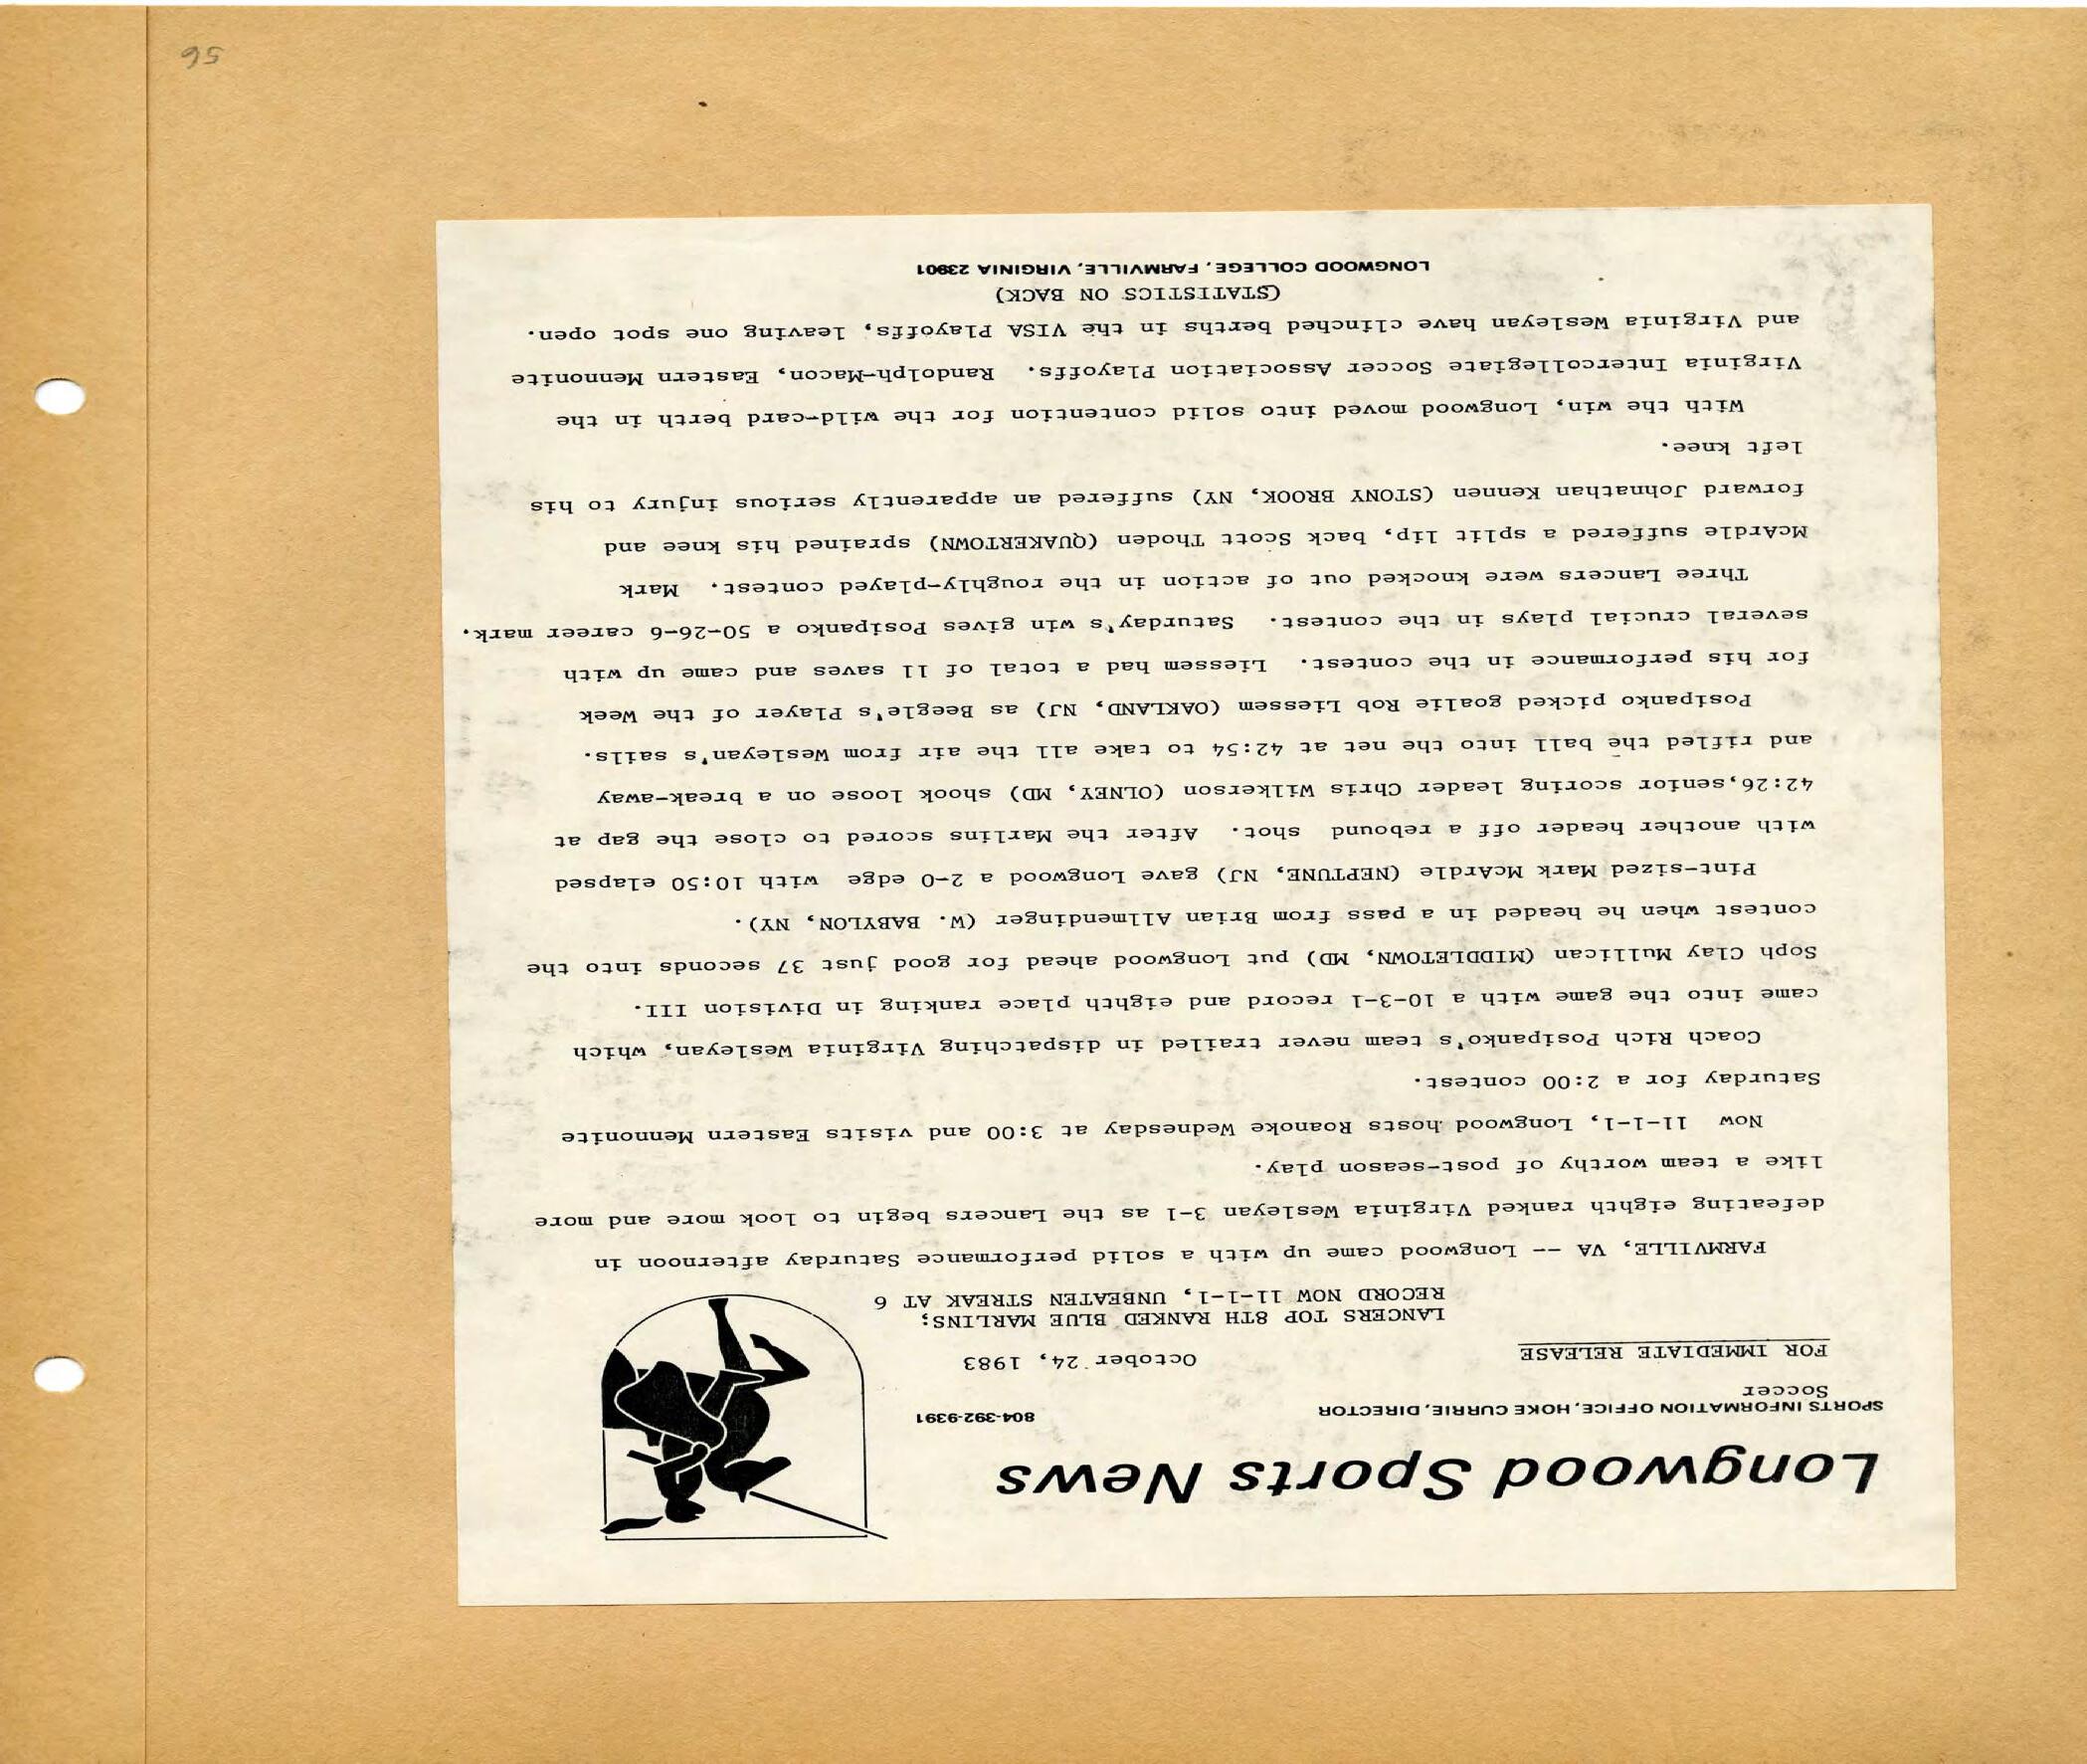 Longwood Sports News
SPORTS INFORMATION OFFICE, HOKE CURRIE, DIRECTOR 804-392-9391
Soccer
FOR IMMEDIATE RELEASE October 24, 1983
LANCERS TOP 8TH RANKED BLUE MARLINS;
RECORD NOW 11-1-1, UNBEATEN STREAK AT 6
FARMVILLE, VA -- Longwood came up with a solid performance Saturday afternoon in
defeating eighth ranked Virginia Wesleyan 3-1 as the Lancers begin to look more and more
like a team worthy of post-season play.
Now 11-1-1, Longwood hosts Roanoke Wednesday at 3:00 and visits Eastern Mennonite
Saturday for a 2:00 contest.
Coach Rich Posipanko's team never trailed in dispatching Virginia Wesleyan, which
came into the game with a 10-3-1 record and eighth place ranking in Division III.
Soph Clay Mullican (MIDDLETOWN, MD) put Longwood ahead for good just 37 seconds into the
contest when he headed in a pass from Brian Allmendinger (W. BABYLON, NY).
Pint-sized Mark McArdle (NEPTUNE, NJ) gave Longwood a 2-0 edge with 10:50 elapsed
with another header off a rebound shot. After the Marlins scored to close the gap at
42:26,senior scoring leader Chris Wilkerson (OLNEY, MD) shook loose on a break-away
and rifled the ball into the net at 42:54 to take all the air from Wesleyan's sails.
Posipanko picked goalie Rob Liessem (OAKLAND, NJ) as Beegle's Player of the Week
for his performance in the contest. Liessem had a total of 11 saves and came up with
several crucial plays in the contest. Saturday's win gives Posipanko a 50-26-6 career mark.
Three Lancers were knocked out of action in the roughly-played contest. Mark
McArdle suffered a split lip, back Scott Thoden (QUAKERTOWN) sprained his knee and
forward Johnathan Kennen (STONY BROOK, NY) suffered an apparently serious injury to his
left knee.
With the win, Longwood moved into solid contention for the wild-card berth in the
Virginia Intercollegiate Soccer Association Playoffs. Randolph-Macon, Eastern Mennonite
and Virginia Wesleyan have clinched berths in the VISA Playoffs, leaving one spot open.
(STATISTICS ON BACK)
LONGWOOD COLLEGE, FARMVILLE, VIRGINIA 23901
56